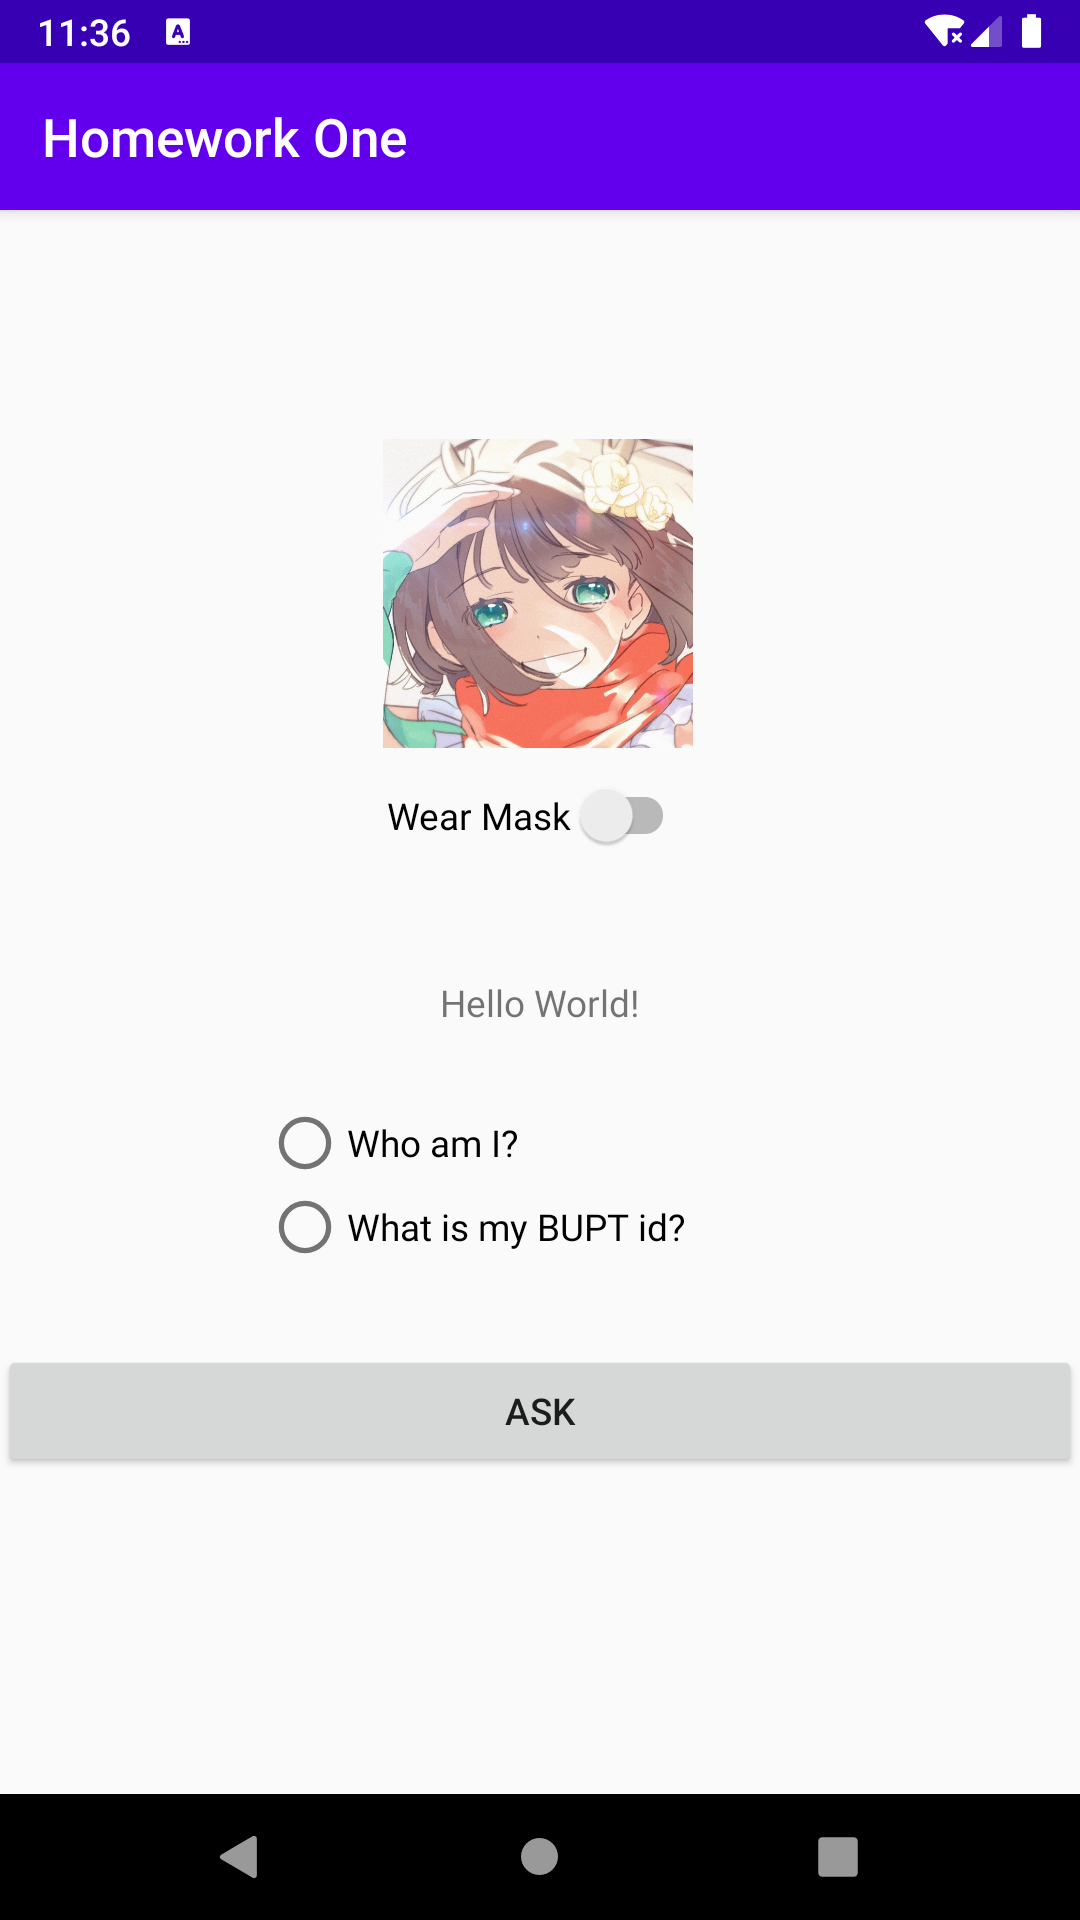 11:36
Homework One
Wear Mask
Hello World!
Who am I?
What is my BUPT id?
ASK